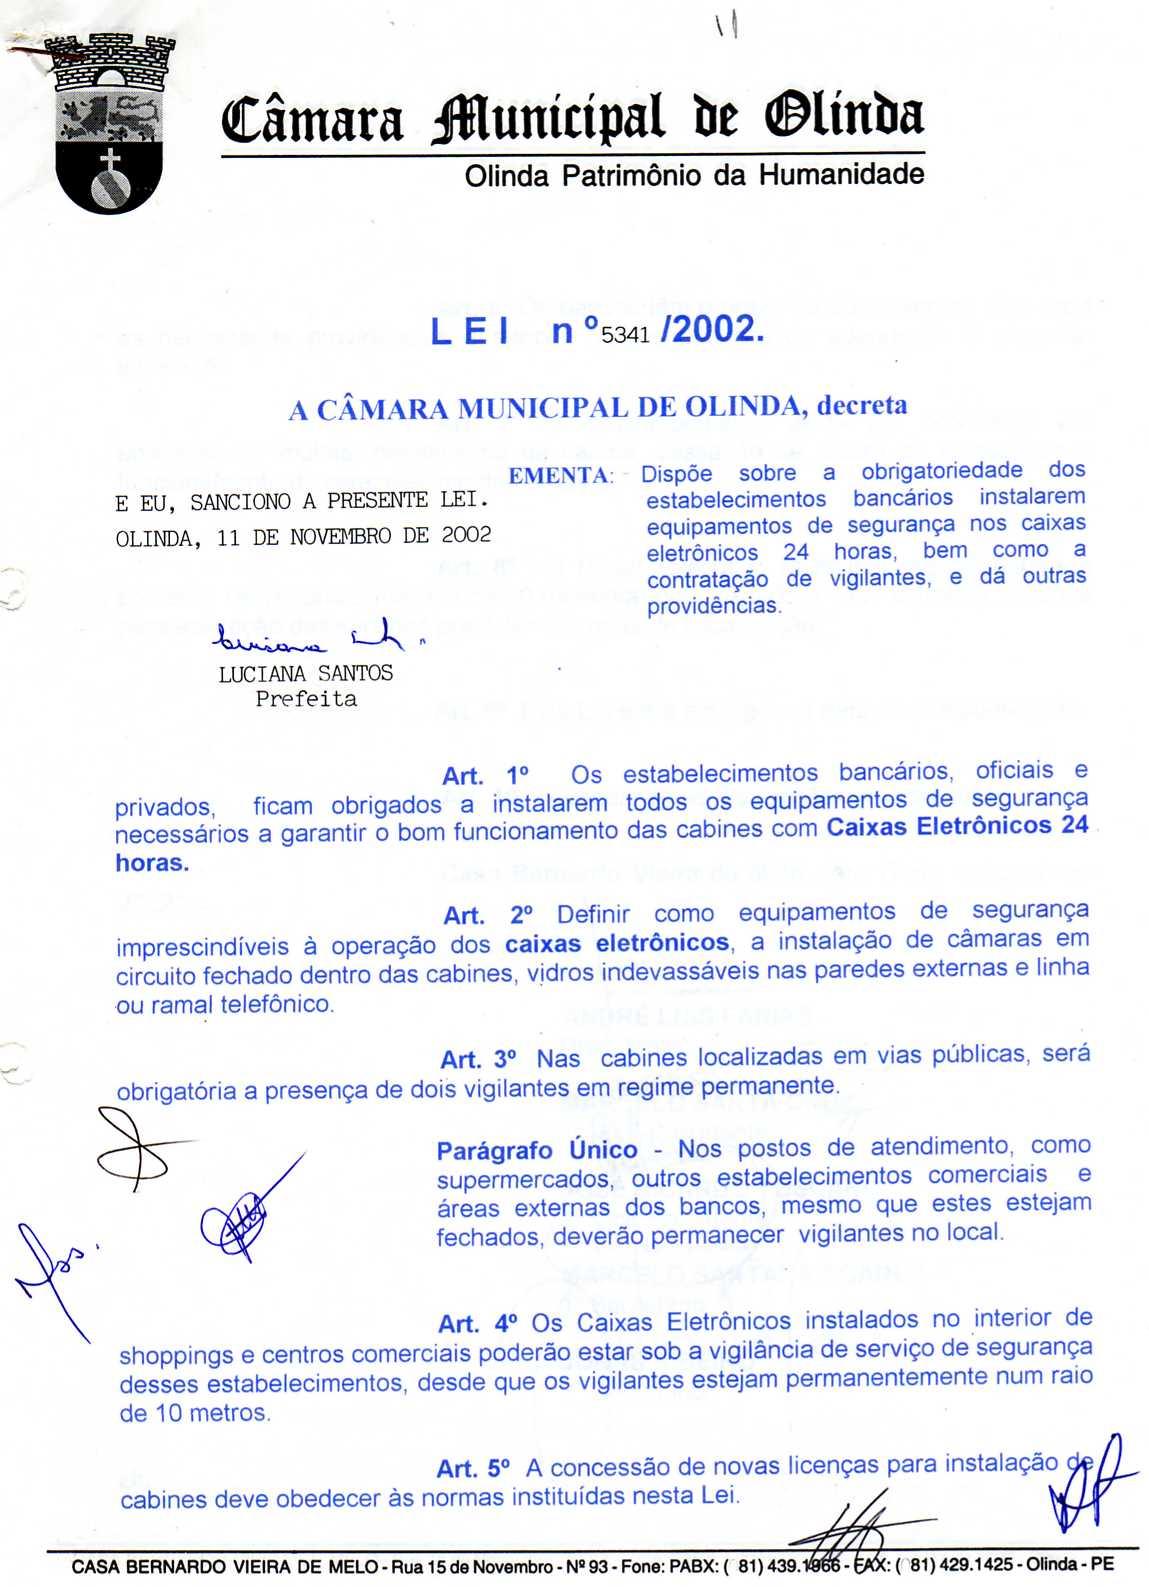 11
Câmara Municipal de Olinda
Olinda Patrimônio da Humanidade
LEI nº 5341 /2002.
A CÂMARA MUNICIPAL DE OLINDA, decreta
E EU, SANCIONO A PRESENTE LEI.
OLINDA, 11 DE NOVEMBRO DE 2002
LUCIANA SANTOS
Prefeita
EMENTA: Dispõe sobre a obrigatoriedade dos
estabelecimentos bancários instalarem
equipamentos de segurança nos caixas
eletrônicos 24 horas, bem como a
contratação de vigilantes, e dá outras
providências.
Art. 1º Os estabelecimentos bancários, oficiais e
privados, ficam obrigados a instalarem todos os equipamentos de segurança
necessários a garantir o bom funcionamento das cabines com Caixas Eletrônicos 24
horas.
Art. 2º Definir como equipamentos de segurança
imprescindíveis à operação dos caixas eletrônicos, a instalação de câmaras em
circuito fechado dentro das cabines, vidros indevassáveis nas paredes externas e linha
ou ramal telefônico.
Art. 3º Nas cabines localizadas em vias públicas, será
obrigatória a presença de dois vigilantes em regime permanente.
Parágrafo Único - Nos postos de atendimento, como
supermercados, outros estabelecimentos comerciais e
áreas externas dos bancos, mesmo que estes estejam
fechados, deverão permanecer vigilantes no local.
Art. 4º Os Caixas Eletrônicos instalados no interior de
shoppings e centros comerciais poderão estar sob a vigilância de serviço de segurança
desses estabelecimentos, desde que os vigilantes estejam permanentemente num raio
de 10 metros.
Art. 5º A concessão de novas licenças para instalação de
cabines deve obedecer às normas instituídas nesta Lei.
CASA BERNARDO VIEIRA DE MELO - Rua 15 de Novembro - Nº 93 - Fone: PABX: ( 81) 439.1966 - FAX: ( 81) 429.1425 - Olinda - PE